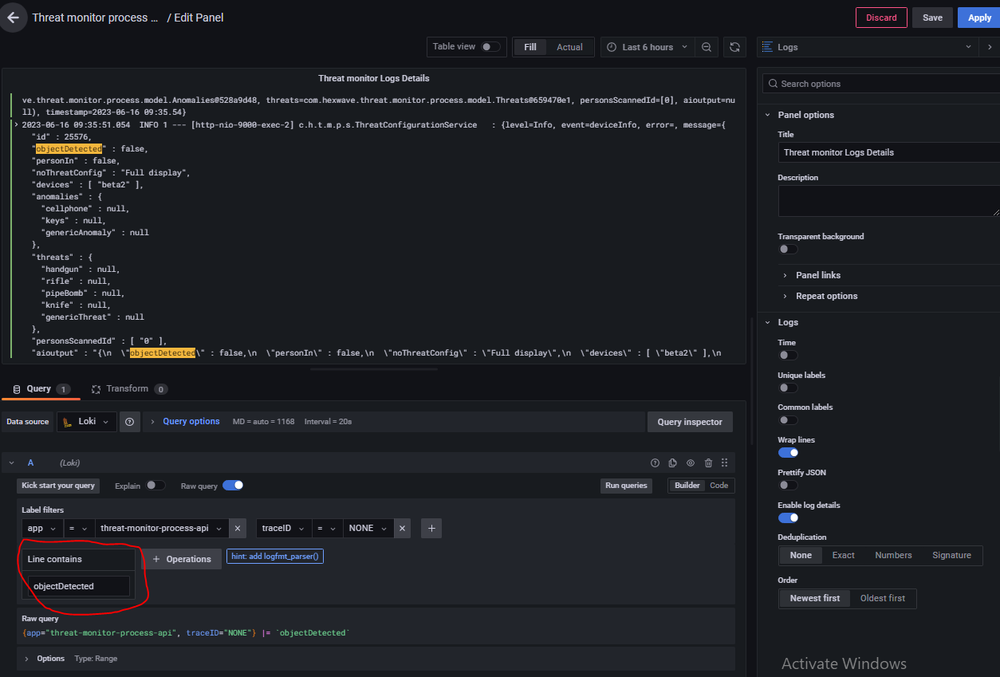 Threat monitor process ... / Edit Panel
Discard
Save
Apply
Table view
Fill
Actual
Last 6 hours
Logs
Threat monitor Logs Details
ve.threat.monitor.process.model.Anomalies@528a9d48, threats=com.hexwave.threat.monitor.process.model.Threats@659470e1, personsScannedId=[0], aioutput=nu
ll), timestamp=2023-06-16 09:35.54}
2023-06-16 09:35:51.054  INFO 1 --- [http-nio-9000-exec-2] c.h.t.m.p.s.ThreatConfigurationService   : {level=Info, event=deviceInfo, error=, message={
"id" : 25576,
"objectDetected" : false,
"personIn" : false,
"noThreatConfig" : "Full display",
"devices" : [ "beta2" ],
"anomalies" : {
"cellphone" : null,
"keys" : null,
"genericAnomaly" : null
},
"threats" : {
"handgun" : null,
"rifle" : null,
"pipeBomb" : null,
"knife" : null,
"genericThreat" : null
},
"personsScannedId" : [ "0" ],
"aioutput" : "{\n  \"objectDetected\" : false,\n  \"personIn\" : false,\n  \"noThreatConfig\" : \"Full display\",\n  \"devices\" : [ \"beta2\" ],\n
Query 1
Transform 0
Data source
Loki
Query options
MD = auto = 1168
Interval = 20s
Query inspector
A
(Loki)
Kick start your query
Explain
Raw query
Run queries
Builder
Code
Label filters
app
=
threat-monitor-process-api
traceID
=
NONE
Line contains
objectDetected
+ Operations
hint: add logfmt_parser()
Raw query
{app="threat-monitor-process-api", traceID="NONE"} |= `objectDetected`
Options
Type: Range
Search options
Panel options
Title
Threat monitor Logs Details
Description
Transparent background
Panel links
Repeat options
Logs
Time
Unique labels
Common labels
Wrap lines
Prettify JSON
Enable log details
Deduplication
None
Exact
Numbers
Signature
Order
Newest first
Oldest first
Activate Windows